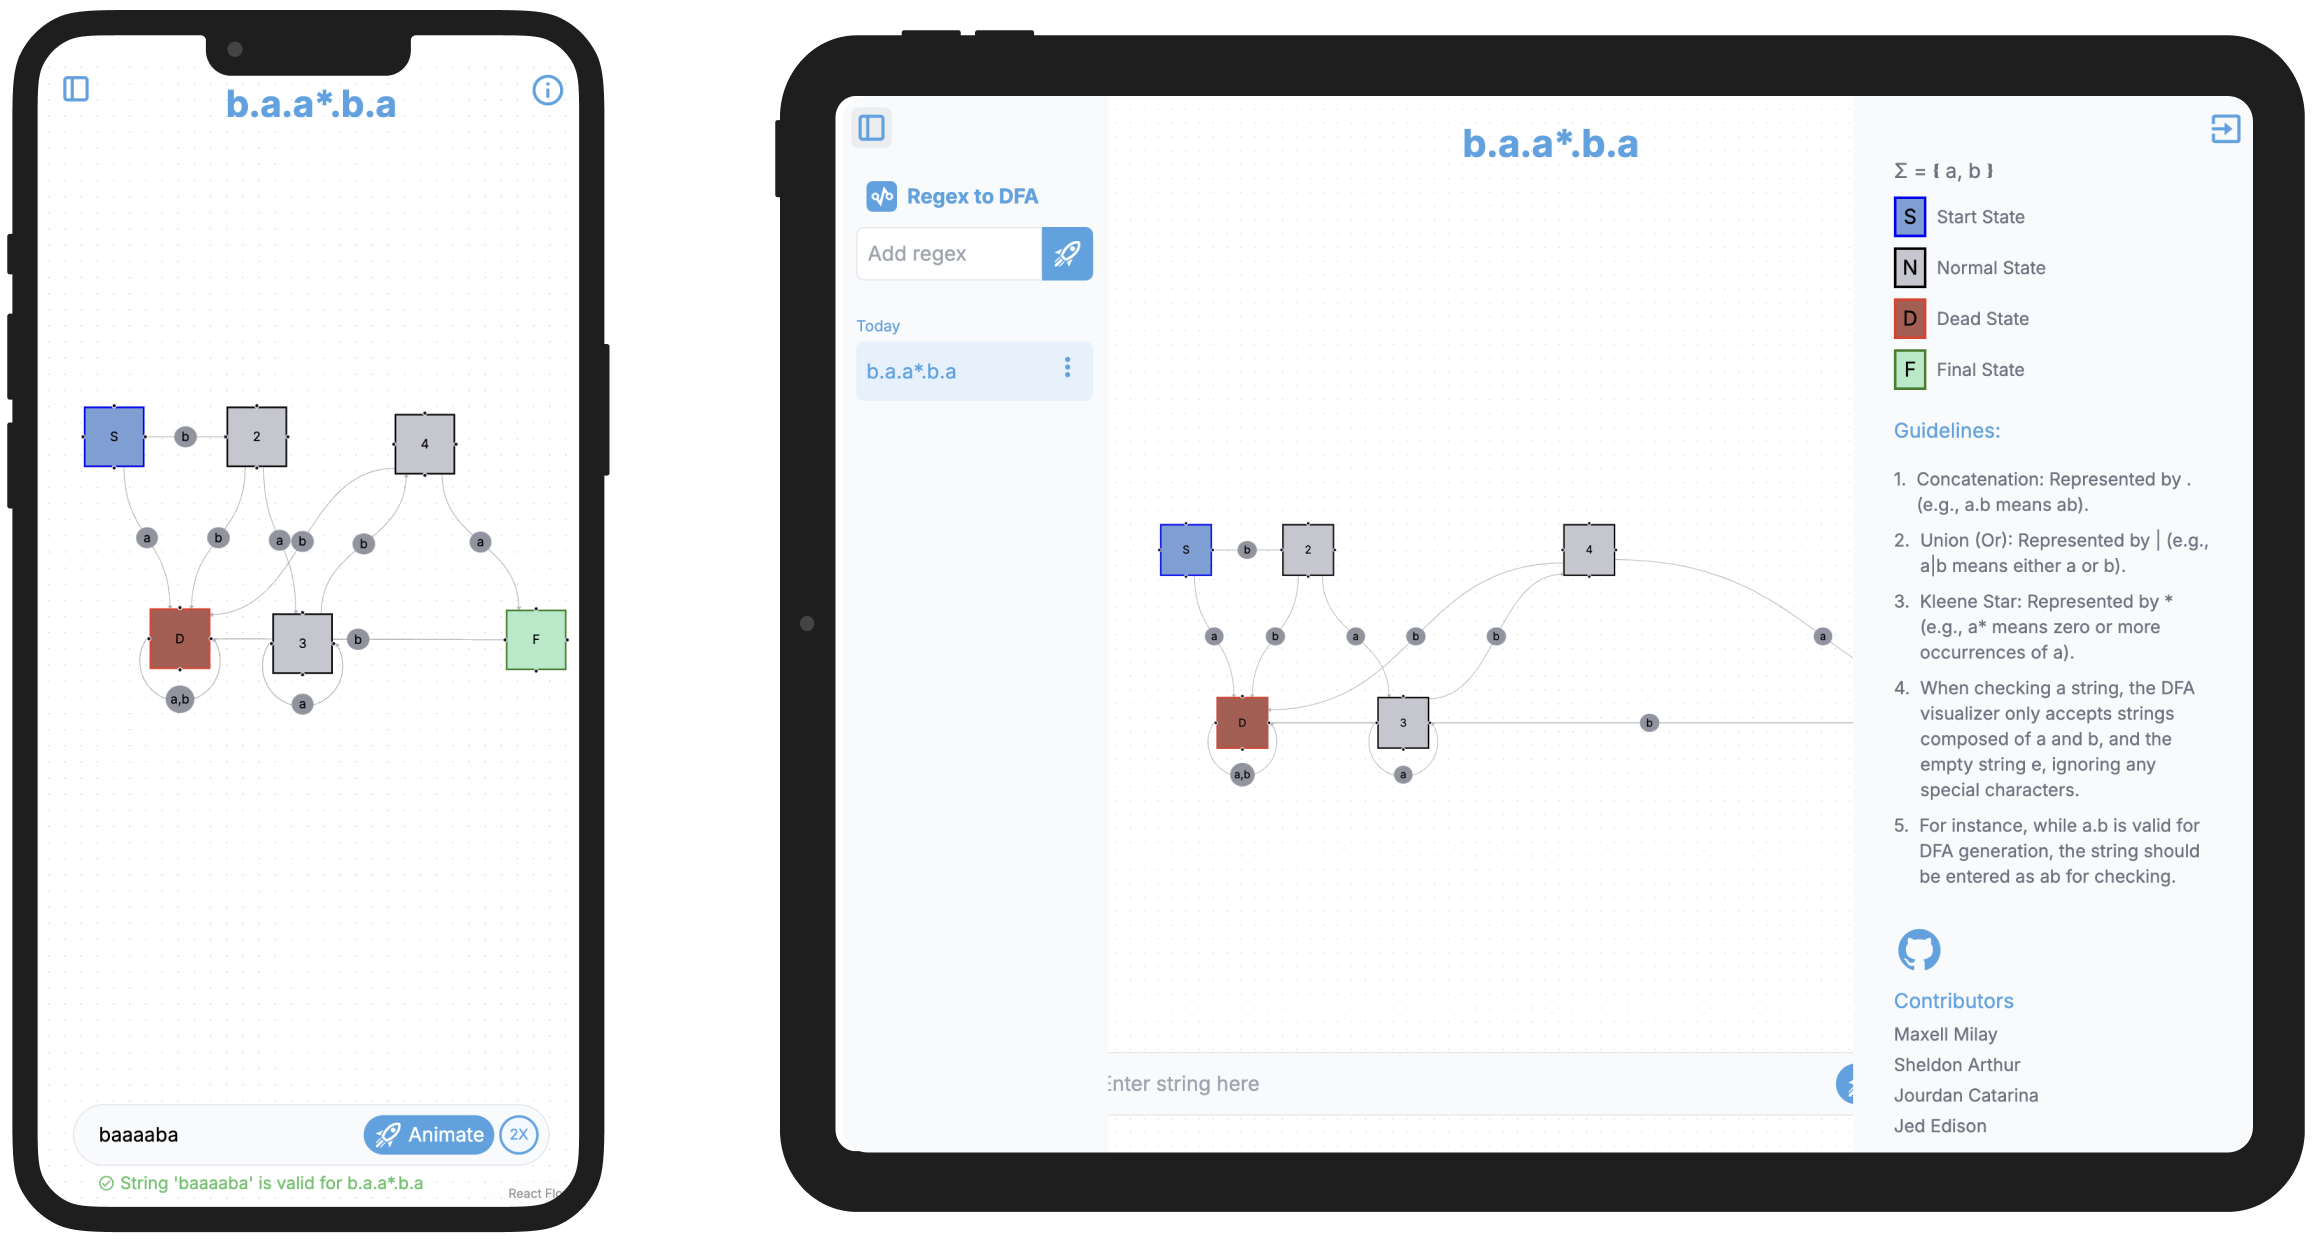 b.a.a*.b.a
S
b
2
4
a
b
a
b
b
a
D
3
b
F
a,b
a
baaaaba
Animate
2X
String 'baaaaba' is valid for b.a.a*.b.a
React Flo
Regex to DFA
Add regex
Today
b.a.a*.b.a
b.a.a*.b.a
S
b
2
4
a
b
a
b
b
a
D
3
b
a,b
a
Enter string here
Σ = { a, b }
S Start State
N Normal State
D Dead State
F Final State
Guidelines:
1. Concatenation: Represented by .
(e.g., a.b means ab).
2. Union (Or): Represented by | (e.g.,
a|b means either a or b).
3. Kleene Star: Represented by *
(e.g., a* means zero or more
occurrences of a).
4. When checking a string, the DFA
visualizer only accepts strings
composed of a and b, and the
empty string e, ignoring any
special characters.
5. For instance, while a.b is valid for
DFA generation, the string should
be entered as ab for checking.
Contributors
Maxell Milay
Sheldon Arthur
Jourdan Catarina
Jed Edison